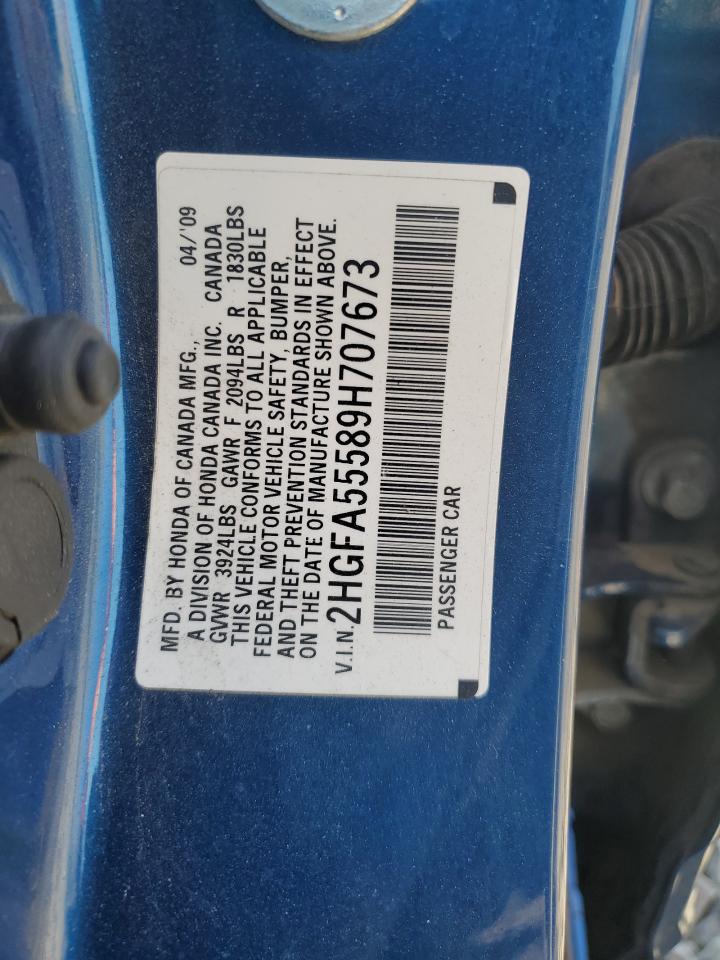 MFD. BY HONDA OF CANADA MFG., 04/'09
A DIVISION OF HONDA CANADA INC. CANADA
GVWR 3924LBS GAWR F 2094LBS R 1830LBS
THIS VEHICLE CONFORMS TO ALL APPLICABLE
FEDERAL MOTOR VEHICLE SAFETY, BUMPER,
AND THEFT PREVENTION STANDARDS IN EFFECT
ON THE DATE OF MANUFACTURE SHOWN ABOVE.
V.I.N. 2HGFA55589H707673
PASSENGER CAR